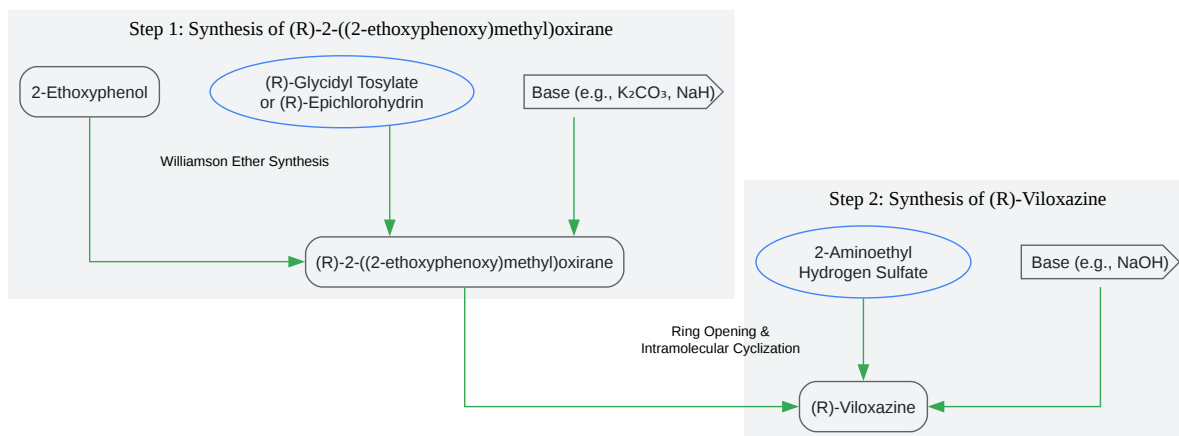 Step 1: Synthesis of (R)-2-((2-ethoxyphenoxy)methyl)oxirane
2-Ethoxyphenol
(R)-Glycidyl Tosylate
or (R)-Epichlorohydrin
Base (e.g., K₂CO₃, NaH)
Williamson Ether Synthesis
(R)-2-((2-ethoxyphenoxy)methyl)oxirane
Step 2: Synthesis of (R)-Viloxazine
2-Aminoethyl
Hydrogen Sulfate
Base (e.g., NaOH)
Ring Opening &
Intramolecular Cyclization
(R)-Viloxazine